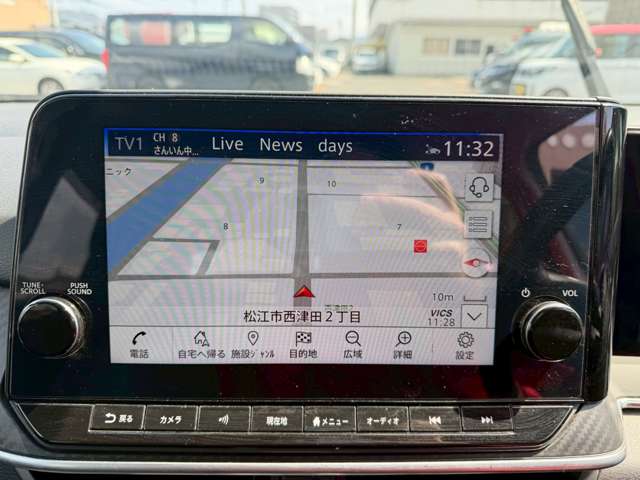 TV1 CH 8 さんいん中... Live News days 11:32
ニック
9
10
8
7
10m
松江市西津田2丁目
VICS 11:28
電話 自宅へ帰る 施設ジャンル 目的地 広域 詳細 設定
TUNE・SCROLL
PUSH SOUND
VOL
戻る カメラ 現在地 メニュー オーディオ